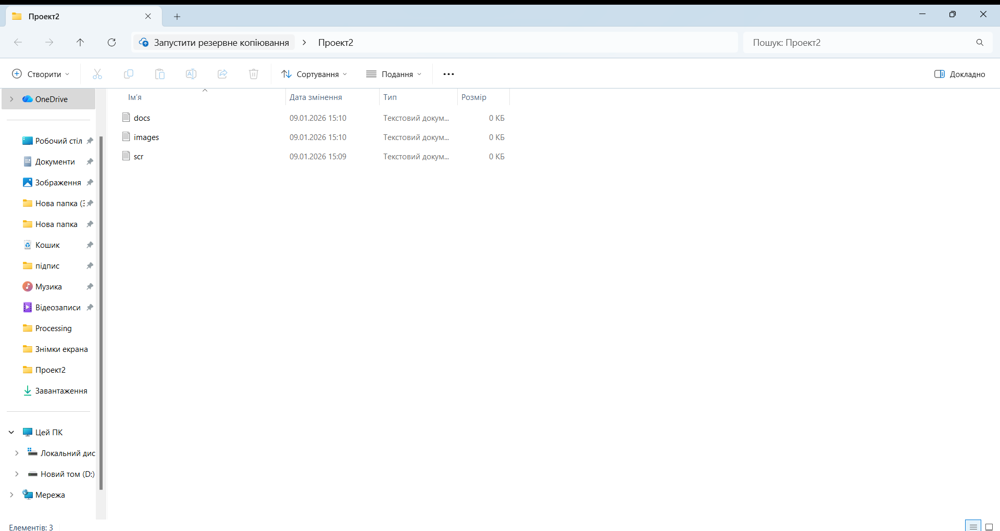 Проект2
Запустити резервне копіювання
Проект2
Пошук: Проект2
Створити
Сортування
Подання
Докладно
OneDrive
Робочий стіл
Документи
Зображення
Нова папка (3
Нова папка
Кошик
підпис
Музика
Відеозаписи
Processing
Знімки екрана
Проект2
Завантаження
Цей ПК
Локальний дис
Новий том (D:)
Мережа
Ім'я Дата змінення Тип Розмір
docs 09.01.2026 15:10 Текстовий докум... 0 КБ
images 09.01.2026 15:10 Текстовий докум... 0 КБ
scr 09.01.2026 15:09 Текстовий докум... 0 КБ
Елементів: 3